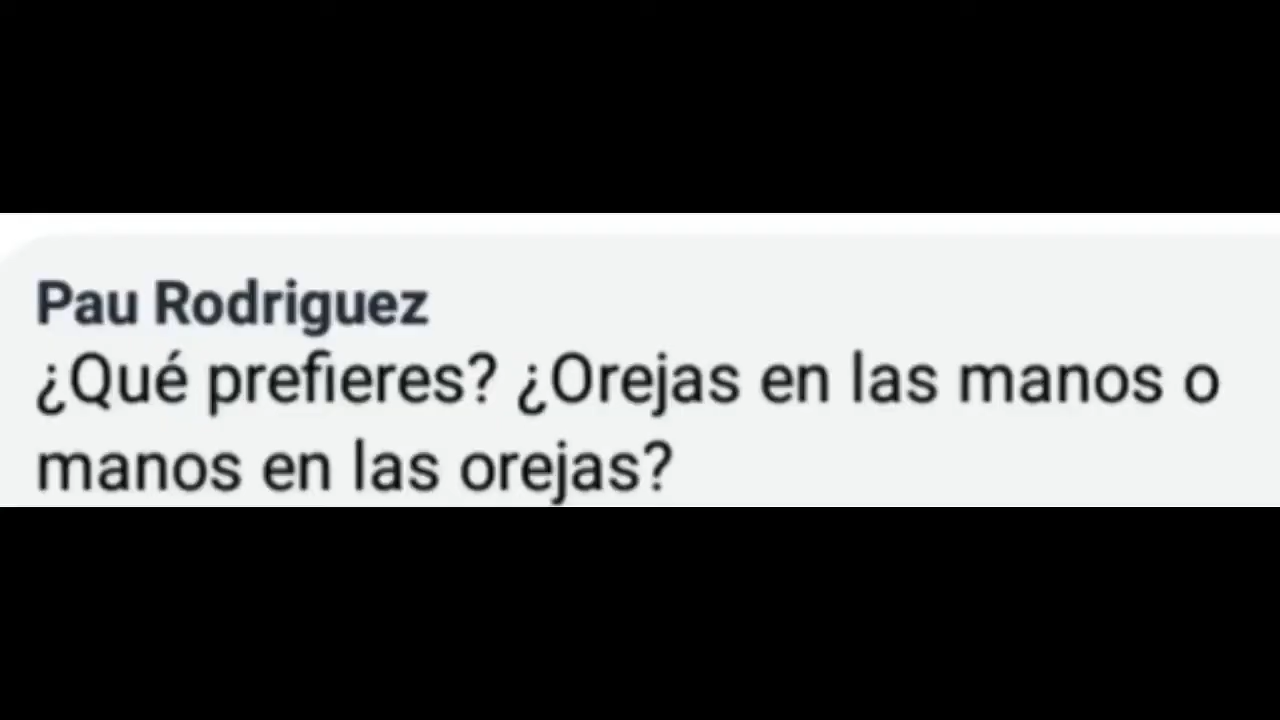 Pau Rodriguez
¿Qué prefieres? ¿Orejas en las manos o
manos en las orejas?